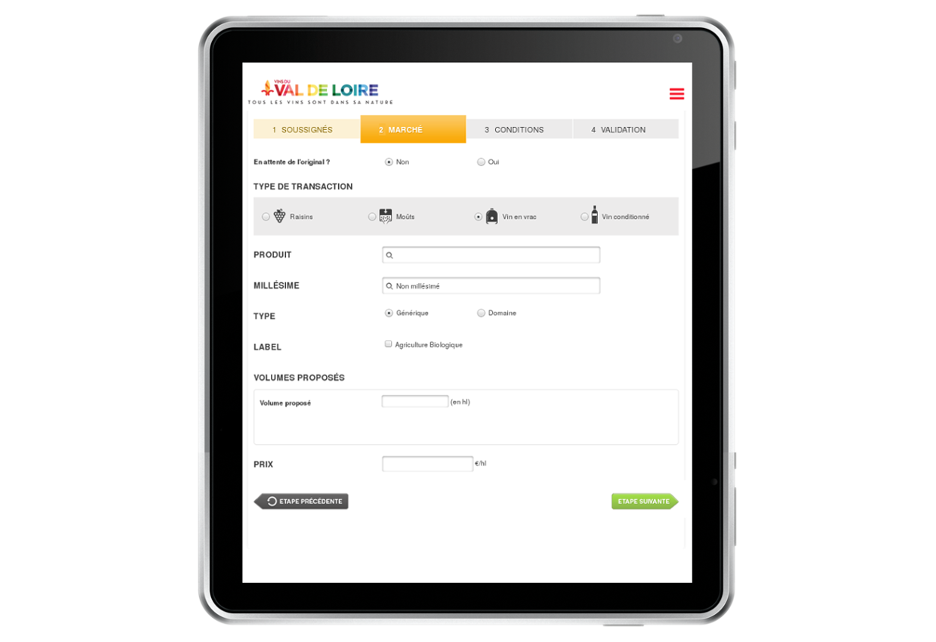 VINS DU
VAL DE LOIRE
TOUS LES VINS SONT DANS SA NATURE
1 SOUSSIGNÉS 2 MARCHÉ 3 CONDITIONS 4 VALIDATION
En attente de l'original ? Non Oui
TYPE DE TRANSACTION
Raisins Moûts Vin en vrac Vin conditionné
PRODUIT
MILLÉSIME Non millésimé
TYPE Générique Domaine
LABEL Agriculture Biologique
VOLUMES PROPOSÉS
Volume proposé (en hl)
PRIX €/hl
ETAPE PRÉCÉDENTE ETAPE SUIVANTE